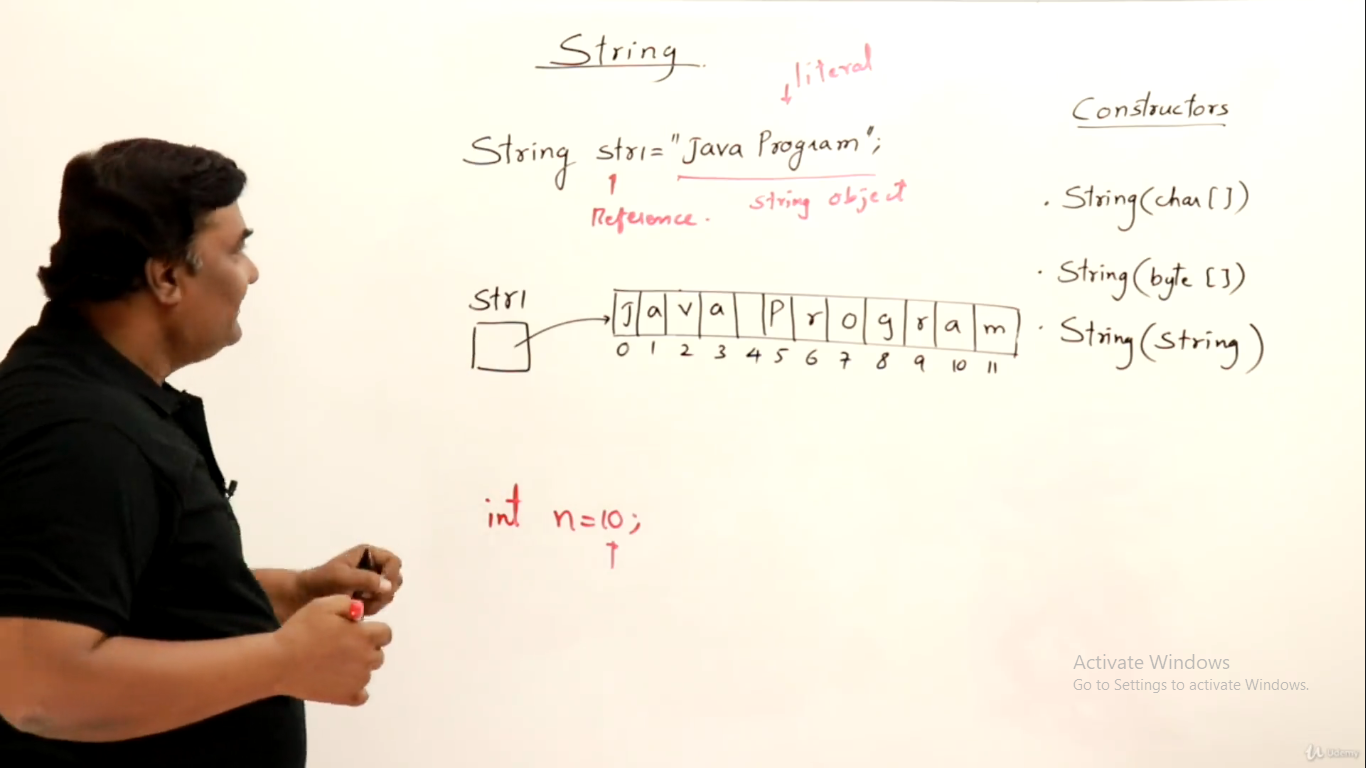 String
literal
String str1="Java Program";
Reference.
string object
str1
J a v a P r o g r a m
0 1 2 3 4 5 6 7 8 9 10 11
int n=10;
Constructors
. String(char[])
. String(byte [])
. String(String)
Activate Windows
Go to Settings to activate Windows.
Udemy